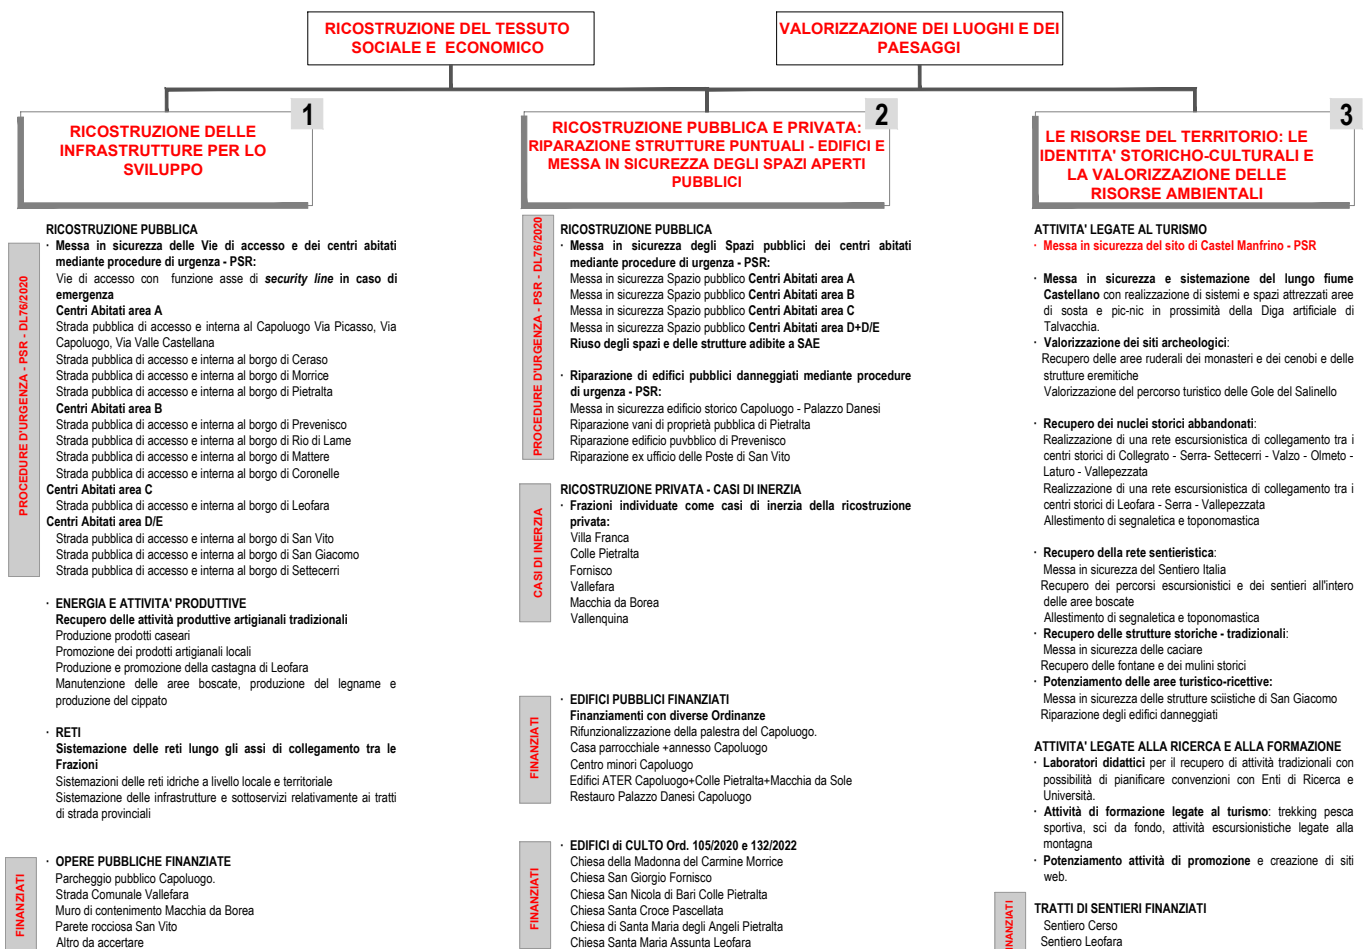 RICOSTRUZIONE DEL TESSUTO
SOCIALE E ECONOMICO
VALORIZZAZIONE DEI LUOGHI E DEI
PAESAGGI
1
RICOSTRUZIONE DELLE
INFRASTRUTTURE PER LO
SVILUPPO
2
RICOSTRUZIONE PUBBLICA E PRIVATA:
RIPARAZIONE STRUTTURE PUNTUALI - EDIFICI E
MESSA IN SICUREZZA DEGLI SPAZI APERTI
PUBBLICI
3
LE RISORSE DEL TERRITORIO: LE
IDENTITA' STORICHO-CULTURALI E
LA VALORIZZAZIONE DELLE
RISORSE AMBIENTALI
PROCEDURE D'URGENZA - PSR - DL76/2020
RICOSTRUZIONE PUBBLICA
· Messa in sicurezza delle Vie di accesso e dei centri abitati
mediante procedure di urgenza - PSR:
Vie di accesso con funzione asse di security line in caso di
emergenza
Centri Abitati area A
Strada pubblica di accesso e interna al Capoluogo Via Picasso, Via
Capoluogo, Via Valle Castellana
Strada pubblica di accesso e interna al borgo di Ceraso
Strada pubblica di accesso e interna al borgo di Morrice
Strada pubblica di accesso e interna al borgo di Pietralta
Centri Abitati area B
Strada pubblica di accesso e interna al borgo di Prevenisco
Strada pubblica di accesso e interna al borgo di Rio di Lame
Strada pubblica di accesso e interna al borgo di Mattere
Strada pubblica di accesso e interna al borgo di Coronelle
Centri Abitati area C
Strada pubblica di accesso e interna al borgo di Leofara
Centri Abitati area D/E
Strada pubblica di accesso e interna al borgo di San Vito
Strada pubblica di accesso e interna al borgo di San Giacomo
Strada pubblica di accesso e interna al borgo di Settecerri
· ENERGIA E ATTIVITA' PRODUTTIVE
Recupero delle attività produttive artigianali tradizionali
Produzione prodotti caseari
Promozione dei prodotti artigianali locali
Produzione e promozione della castagna di Leofara
Manutenzione delle aree boscate, produzione del legname e
produzione del cippato
· RETI
Sistemazione delle reti lungo gli assi di collegamento tra le
Frazioni
Sistemazioni delle reti idriche a livello locale e territoriale
Sistemazione delle infrastrutture e sottoservizi relativamente ai tratti
di strada provinciali
FINANZIATI
· OPERE PUBBLICHE FINANZIATE
Parcheggio pubblico Capoluogo.
Strada Comunale Vallefara
Muro di contenimento Macchia da Borea
Parete rocciosa San Vito
Altro da accertare
PROCEDURE D'URGENZA - PSR - DL76/2020
RICOSTRUZIONE PUBBLICA
· Messa in sicurezza degli Spazi pubblici dei centri abitati
mediante procedure di urgenza - PSR:
Messa in sicurezza Spazio pubblico Centri Abitati area A
Messa in sicurezza Spazio pubblico Centri Abitati area B
Messa in sicurezza Spazio pubblico Centri Abitati area C
Messa in sicurezza Spazio pubblico Centri Abitati area D+D/E
Riuso degli spazi e delle strutture adibite a SAE
· Riparazione di edifici pubblici danneggiati mediante procedure
di urgenza - PSR:
Messa in sicurezza edificio storico Capoluogo - Palazzo Danesi
Riparazione vani di proprietà pubblica di Pietralta
Riparazione edificio puvbblico di Prevenisco
Riparazione ex ufficio delle Poste di San Vito
CASI DI INERZIA
RICOSTRUZIONE PRIVATA - CASI DI INERZIA
· Frazioni individuate come casi di inerzia della ricostruzione
privata:
Villa Franca
Colle Pietralta
Fornisco
Vallefara
Macchia da Borea
Vallenquina
FINANZIATI
· EDIFICI PUBBLICI FINANZIATI
Finanziamenti con diverse Ordinanze
Rifunzionalizzazione della palestra del Capoluogo.
Casa parrocchiale +annesso Capoluogo
Centro minori Capoluogo
Edifici ATER Capoluogo+Colle Pietralta+Macchia da Sole
Restauro Palazzo Danesi Capoluogo
FINANZIATI
· EDIFICI di CULTO Ord. 105/2020 e 132/2022
Chiesa della Madonna del Carmine Morrice
Chiesa San Giorgio Fornisco
Chiesa San Nicola di Bari Colle Pietralta
Chiesa Santa Croce Pascellata
Chiesa di Santa Maria degli Angeli Pietralta
Chiesa Santa Maria Assunta Leofara
ATTIVITA' LEGATE AL TURISMO
· Messa in sicurezza del sito di Castel Manfrino - PSR
· Messa in sicurezza e sistemazione del lungo fiume
Castellano con realizzazione di sistemi e spazi attrezzati aree
di sosta e pic-nic in prossimità della Diga artificiale di
Talvacchia.
· Valorizzazione dei siti archeologici:
Recupero delle aree ruderali dei monasteri e dei cenobi e delle
strutture eremitiche
Valorizzazione del percorso turistico delle Gole del Salinello
· Recupero dei nuclei storici abbandonati:
Realizzazione di una rete escursionistica di collegamento tra i
centri storici di Collegrato - Serra- Settecerri - Valzo - Olmeto -
Laturo - Vallepezzata
Realizzazione di una rete escursionistica di collegamento tra i
centri storici di Leofara - Serra - Vallepezzata
Allestimento di segnaletica e toponomastica
· Recupero della rete sentieristica:
Messa in sicurezza del Sentiero Italia
Recupero dei percorsi escursionistici e dei sentieri all'intero
delle aree boscate
Allestimento di segnaletica e toponomastica
· Recupero delle strutture storiche - tradizionali:
Messa in sicurezza delle caciare
Recupero delle fontane e dei mulini storici
· Potenziamento delle aree turistico-ricettive:
Messa in sicurezza delle strutture sciistiche di San Giacomo
Riparazione degli edifici danneggiati
ATTIVITA' LEGATE ALLA RICERCA E ALLA FORMAZIONE
· Laboratori didattici per il recupero di attività tradizionali con
possibilità di pianificare convenzioni con Enti di Ricerca e
Università.
· Attività di formazione legate al turismo: trekking pesca
sportiva, sci da fondo, attività escursionistiche legate alla
montagna
· Potenziamento attività di promozione e creazione di siti
web.
FINANZIATI
TRATTI DI SENTIERI FINANZIATI
Sentiero Cerso
Sentiero Leofara